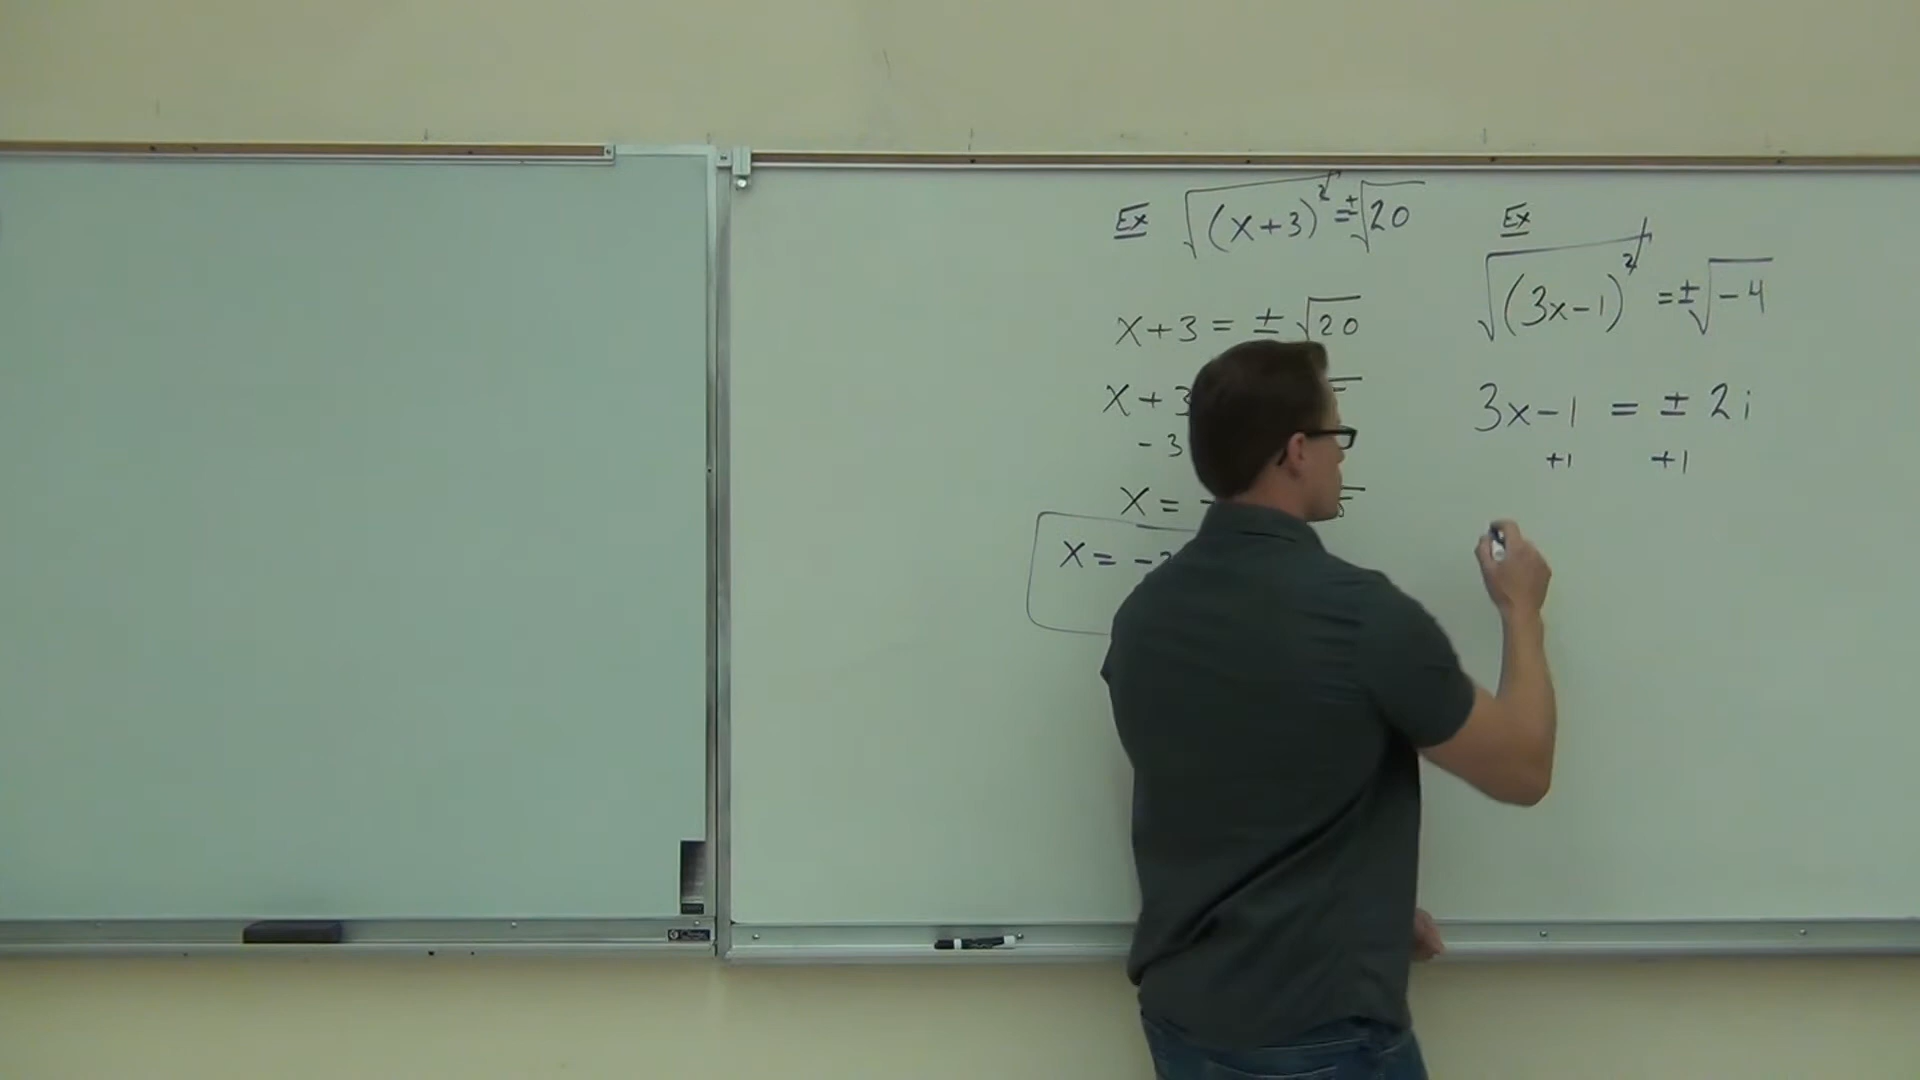 Ex √(x+3)² = ±√20
x+3 = ± √20
x + 3
- 3
x =
x = -
Ex
√(3x-1)² = ±√-4
3x-1 = ± 2i
+1 +1